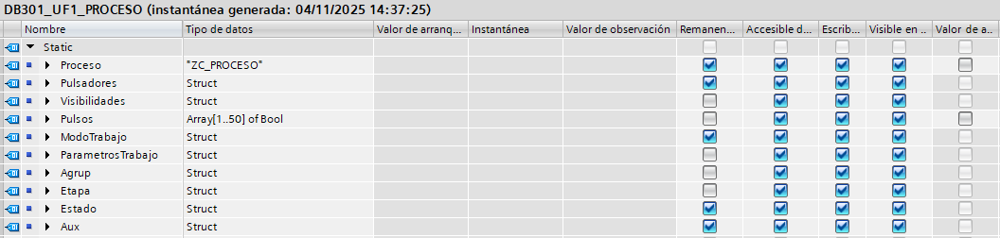 DB301_UF1_PROCESO (instantánea generada: 04/11/2025 14:37:25)
Nombre Tipo de datos Valor de arranq... Instantánea Valor de observación Remanen... Accesible d... Escrib... Visible en .. Valor de a...
Static
Proceso "ZC_PROCESO"
Pulsadores Struct
Visibilidades Struct
Pulsos Array[1..50] of Bool
ModoTrabajo Struct
ParametrosTrabajo Struct
Agrup Struct
Etapa Struct
Estado Struct
Aux Struct